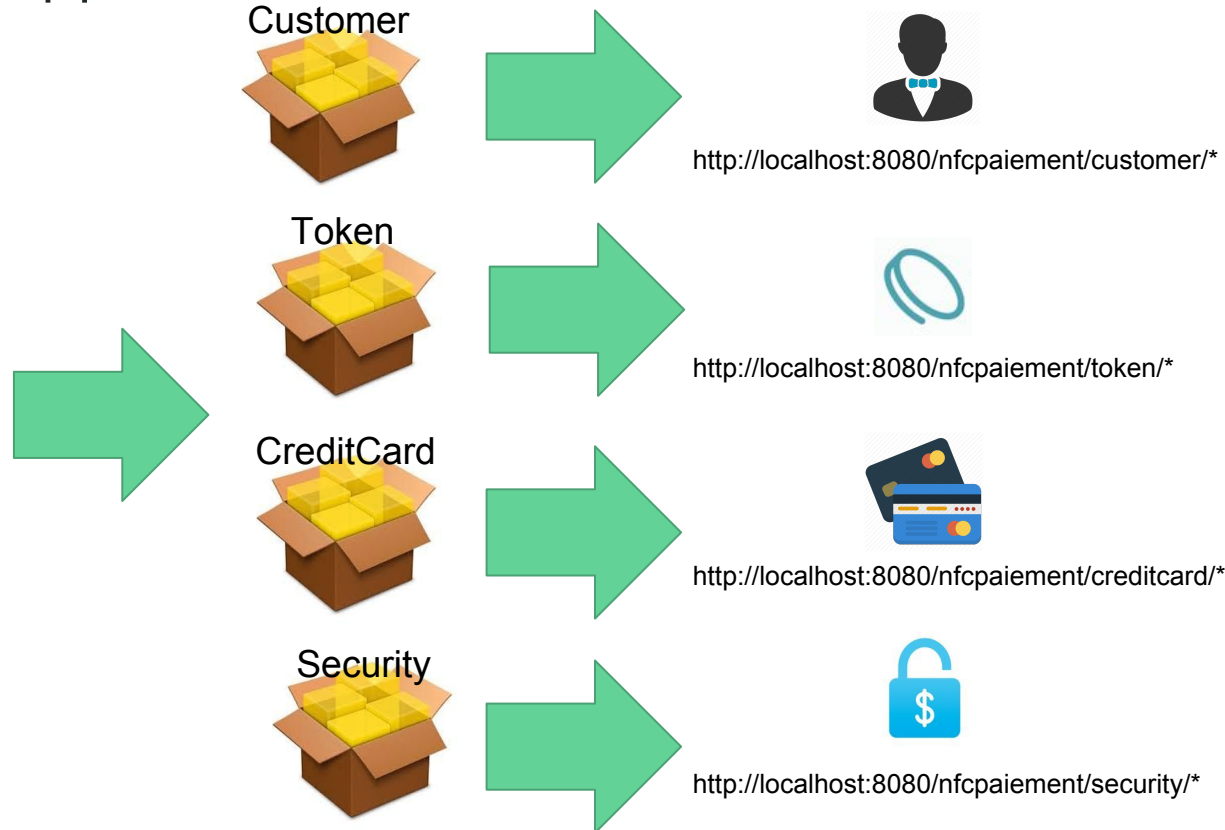 Customer
http://localhost:8080/nfcpaiement/customer/*
Token
http://localhost:8080/nfcpaiement/token/*
CreditCard
http://localhost:8080/nfcpaiement/creditcard/*
Security
$
http://localhost:8080/nfcpaiement/security/*